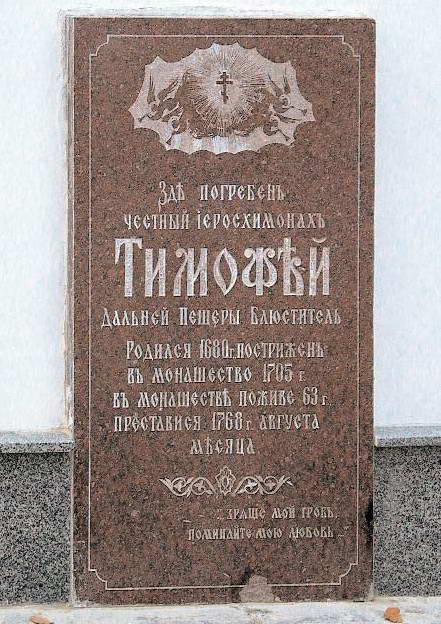 Здѣ погребенъ
честный іеросхимонахъ
Тимофѣй
Дальней Пещеры Блюститель
Родился 1680 г. постриженъ
въ монашество 1705 г.
въ монашествѣ поживе 63 г.
преставися 1768 г. августа
мѣсяца
... зряще мой гробъ,
поминайте мою любовь ...